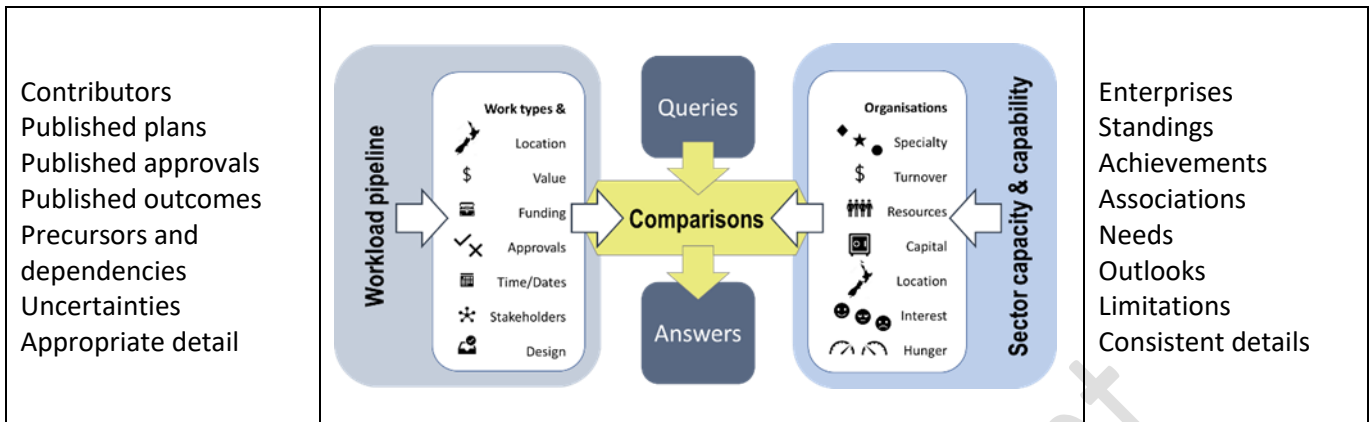 Contributors
Published plans
Published approvals
Published outcomes
Precursors and
dependencies
Uncertainties
Appropriate detail
Workload pipeline
Work types &
Location
$ Value
Funding
Approvals
Time/Dates
Stakeholders
Design
Queries
Comparisons
Answers
Organisations
Specialty
$ Turnover
Resources
Capital
Location
Interest
Hunger
Sector capacity & capability
Enterprises
Standings
Achievements
Associations
Needs
Outlooks
Limitations
Consistent details